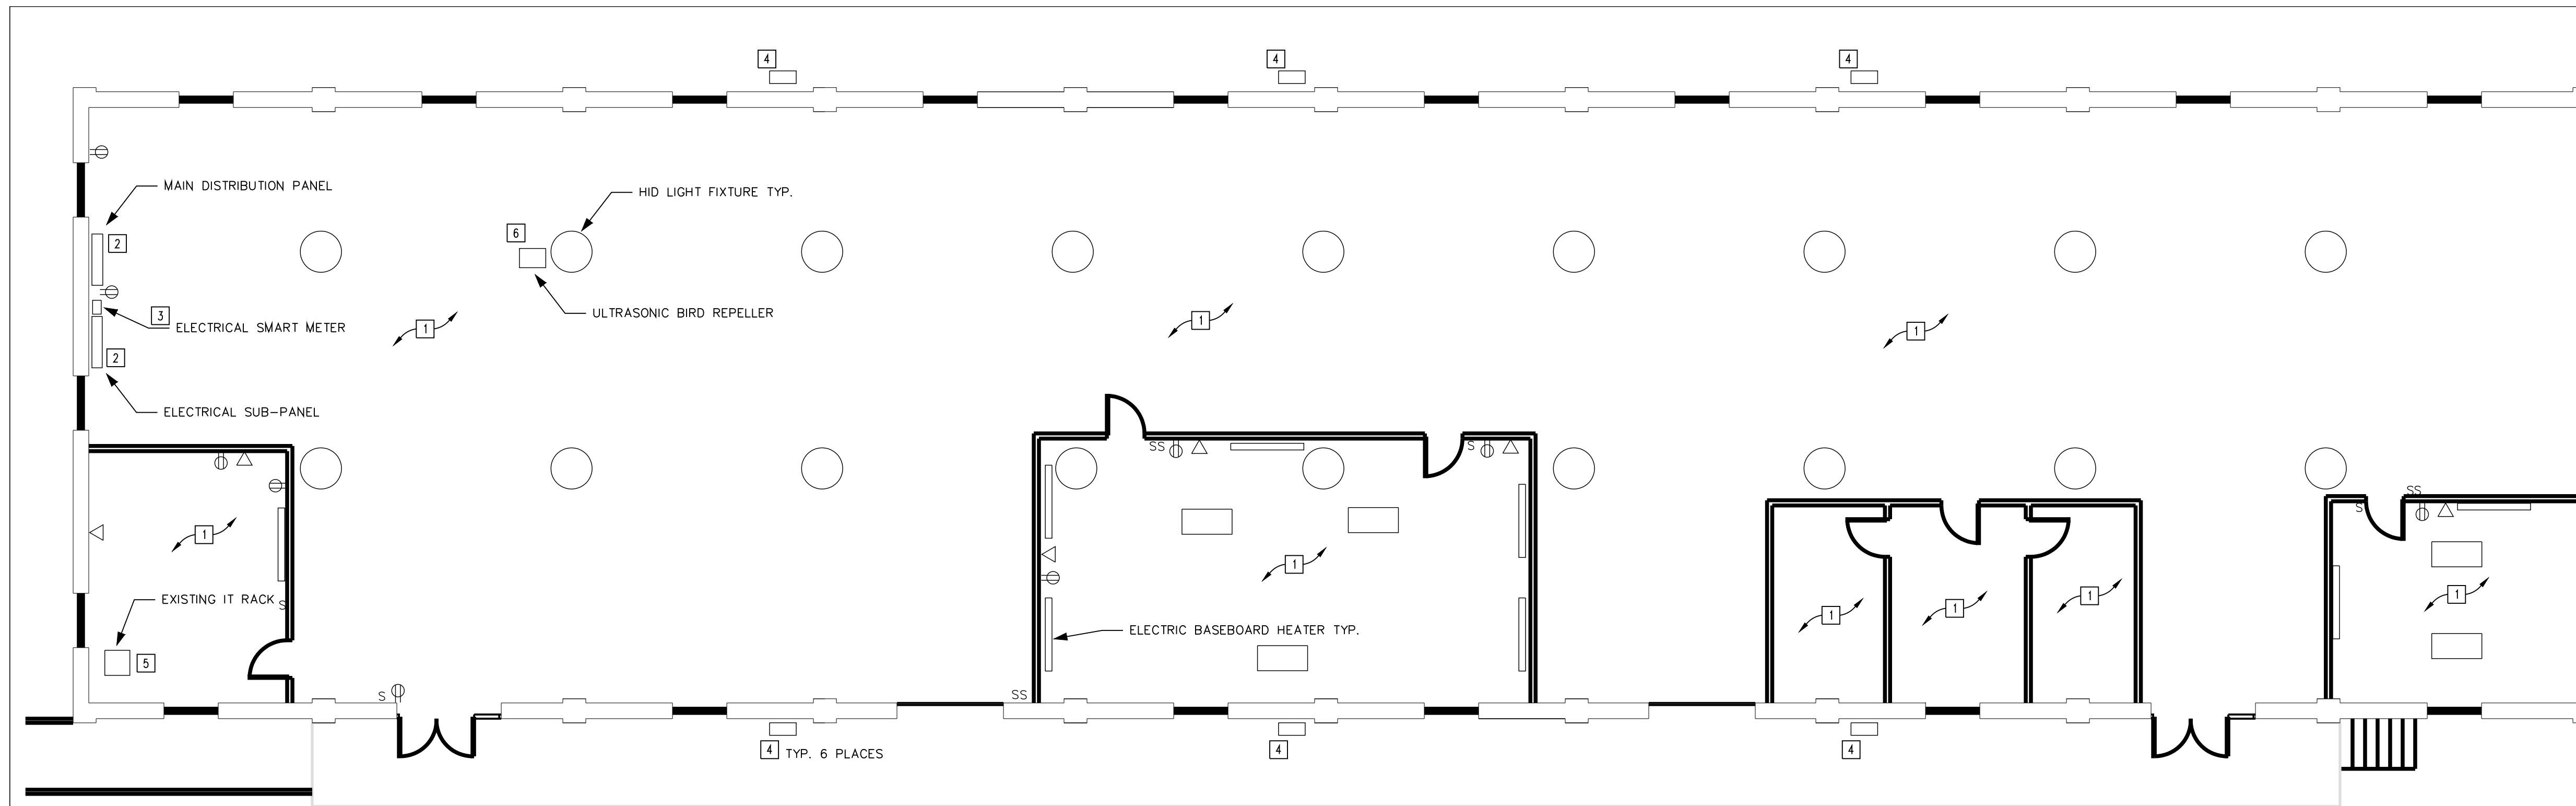 4
4
4
MAIN DISTRIBUTION PANEL
HID LIGHT FIXTURE TYP.
6
2
ULTRASONIC BIRD REPELLER
3
ELECTRICAL SMART METER
1
1
1
2
ELECTRICAL SUB-PANEL
SS
S
SS
S
1
1
EXISTING IT RACK
S
1
1
1
1
ELECTRIC BASEBOARD HEATER TYP.
5
S
SS
4 TYP. 6 PLACES
4
4